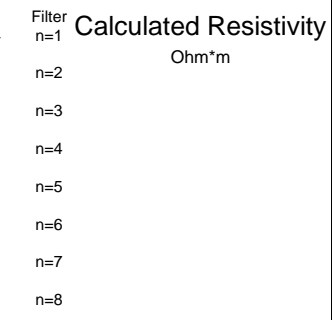 Filter
n=1
Calculated Resistivity
Ohm*m
n=2
n=3
n=4
n=5
n=6
n=7
n=8